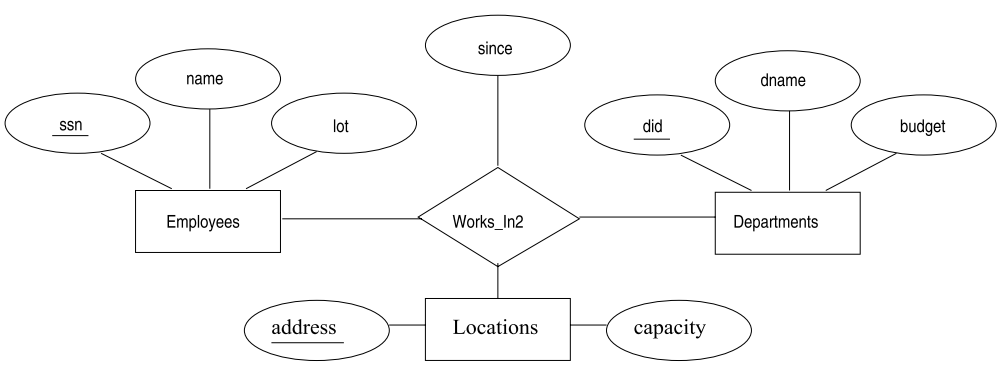 since
name
dname
ssn
lot
did
budget
Employees
Works_In2
Departments
address
Locations
capacity